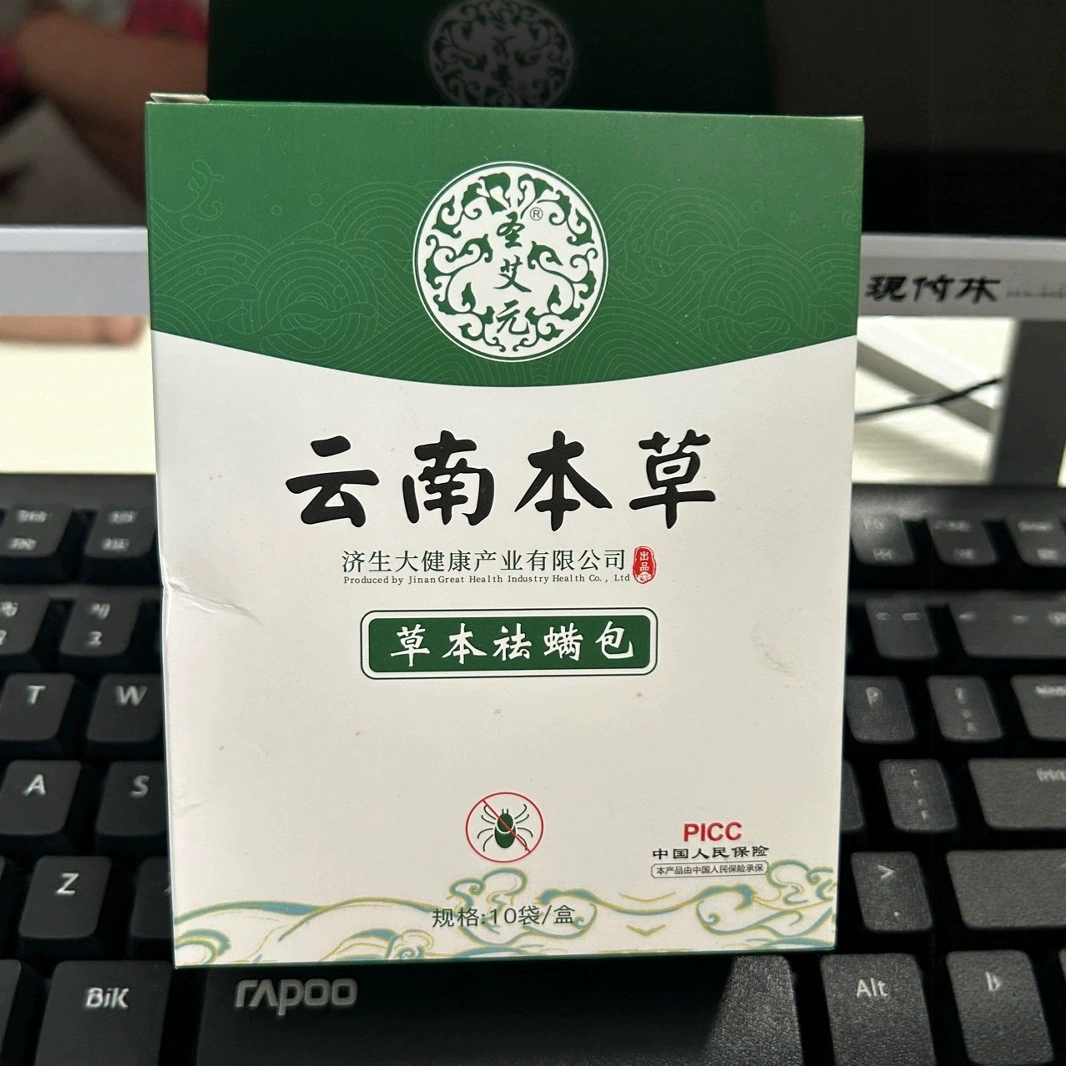 圣艾元
®
云南本草
济生大健康产业有限公司
出品
Produced by JinanGreat Health Industry Health Co., Ltd
草本祛螨包
PICC
中国人民保险
本产品由中国人民保险承保
规格:10袋/盒
T
W
P
A
S
Z
>
BiK
rapoo
Alt